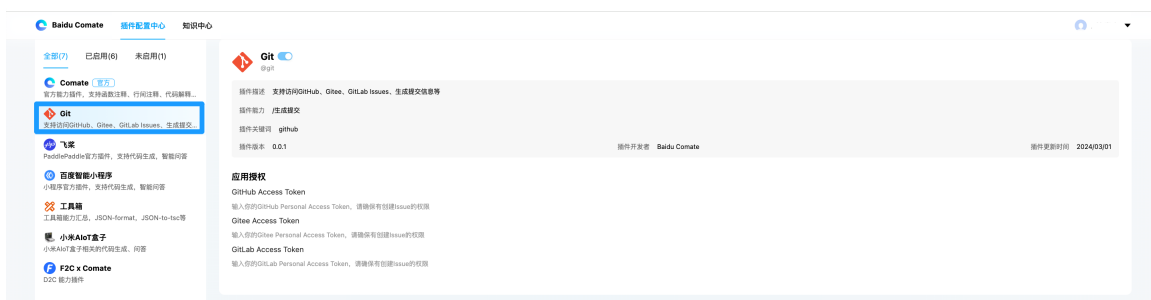 Baidu Comate 插件配置中心 知识中心
全部(7) 已启用(6) 未启用(1)
Comate 官方
官方能力插件，支持函数注释、行间注释、代码解释...
Git
支持访问GitHub、Gitee、GitLab Issues、生成提交...
飞桨
PaddlePaddle官方插件，支持代码生成，智能问答
百度智能小程序
小程序官方插件，支持代码生成，智能问答
工具箱
工具箱能力汇总，JSON-format、JSON-to-tsc等
小米AIoT盒子
小米AIoT盒子相关的代码生成、问答
F2C x Comate
D2C 能力插件
Git
@git
插件描述 支持访问GitHub、Gitee、GitLab Issues、生成提交信息等
插件能力 /生成提交
插件关键词 github
插件版本 0.0.1 插件开发者 Baidu Comate 插件更新时间 2024/03/01
应用授权
GitHub Access Token
输入你的GitHub Personal Access Token，请确保有创建Issue的权限
Gitee Access Token
输入你的Gitee Personal Access Token，请确保有创建Issue的权限
GitLab Access Token
输入你的GitLab Personal Access Token，请确保有创建Issue的权限